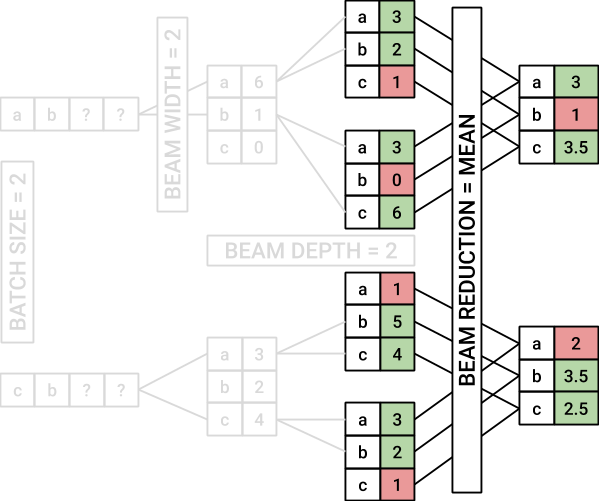 a b ? ?
BATCH SIZE = 2
c b ? ?
BEAM WIDTH = 2
a 6
b 1
c 0
BEAM DEPTH = 2
a 3
b 2
c 4
a 3
b 2
c 1
a 3
b 0
c 6
a 1
b 5
c 4
a 3
b 2
c 1
BEAM REDUCTION = MEAN
a 3
b 1
c 3.5
a 2
b 3.5
c 2.5